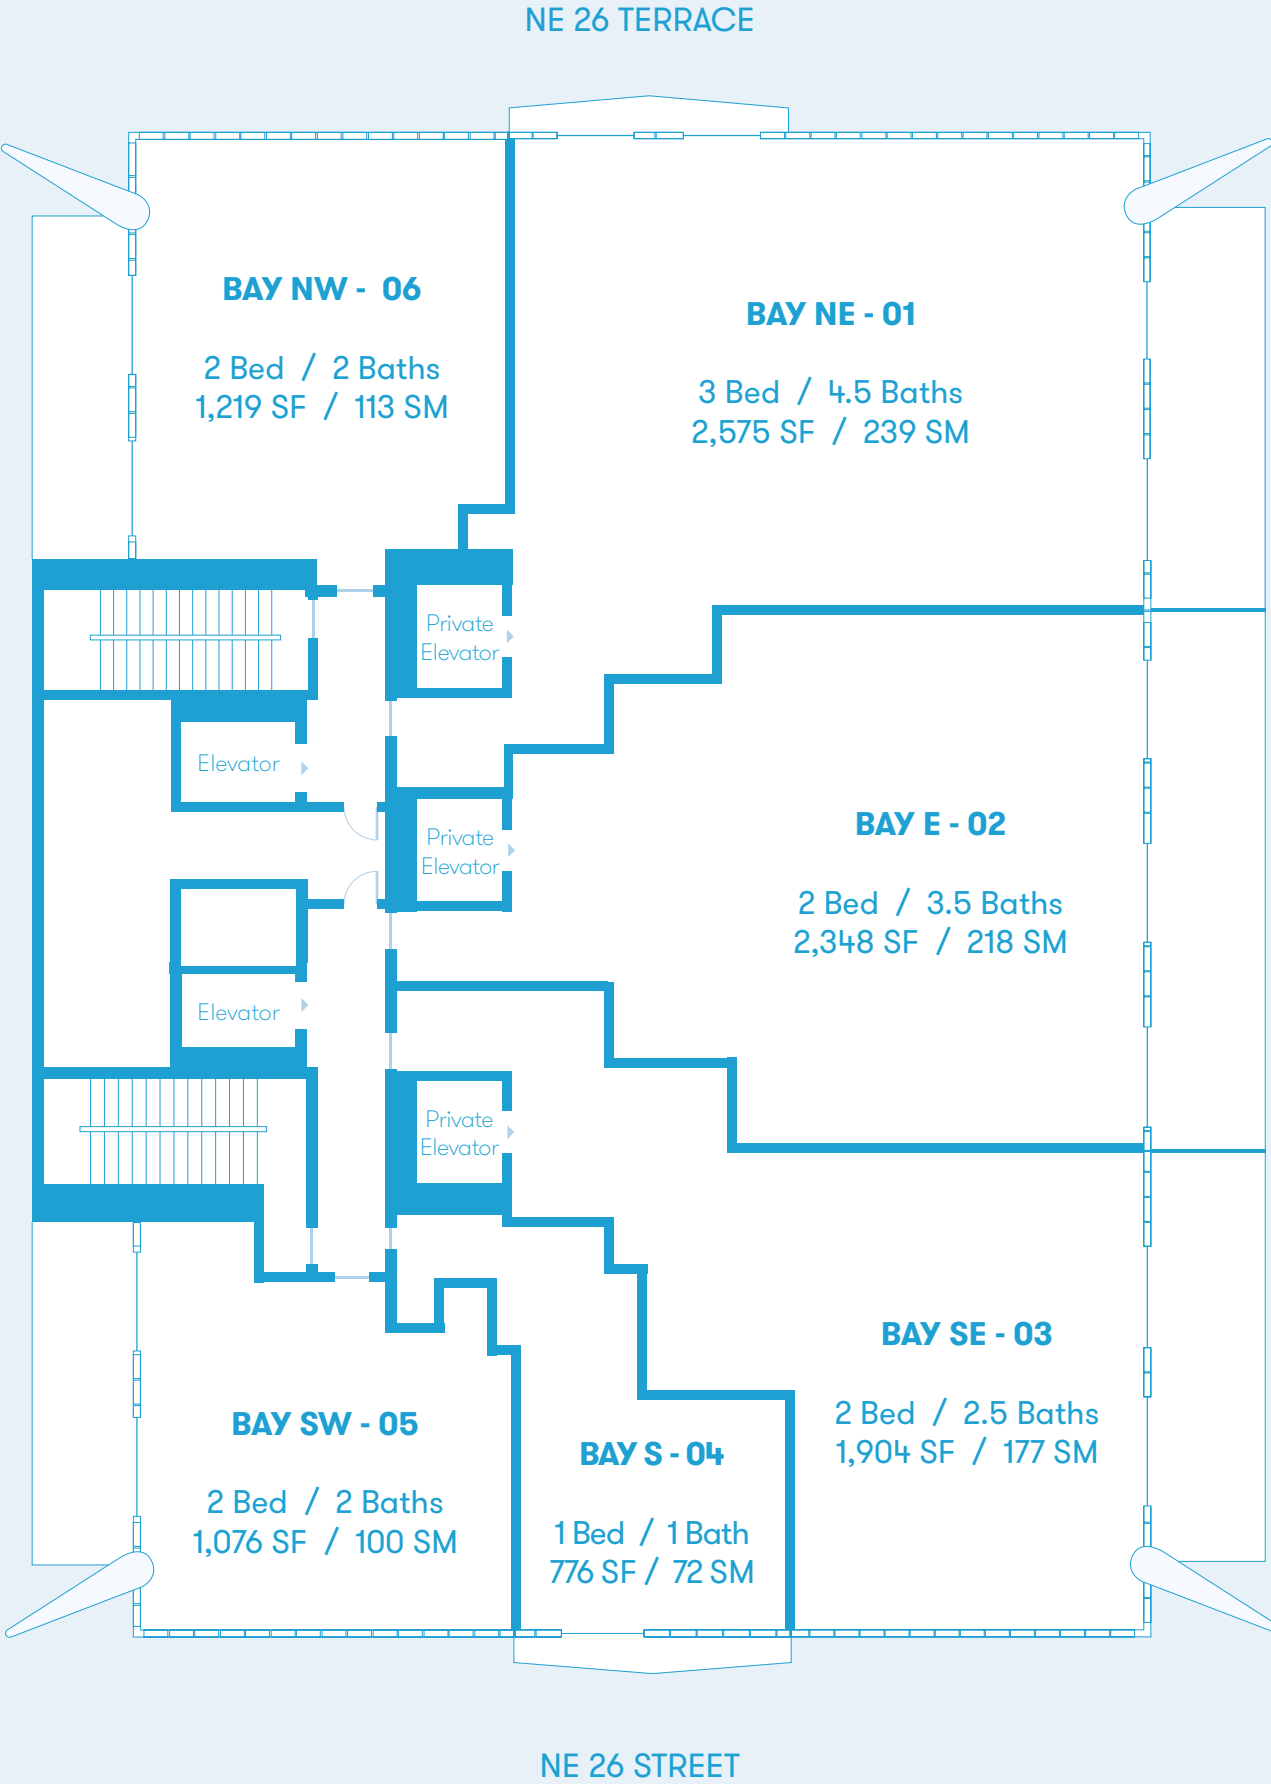 NE 26 TERRACE
BAY NW - 06
2 Bed / 2 Baths
1,219 SF / 113 SM
BAY NE - 01
3 Bed / 4.5 Baths
2,575 SF / 239 SM
Private
Elevator
Elevator
Private
Elevator
BAY E - 02
2 Bed / 3.5 Baths
2,348 SF / 218 SM
Elevator
Private
Elevator
BAY SE - 03
2 Bed / 2.5 Baths
1,904 SF / 177 SM
BAY SW - 05
2 Bed / 2 Baths
1,076 SF / 100 SM
BAY S - 04
1 Bed / 1 Bath
776 SF / 72 SM
NE 26 STREET